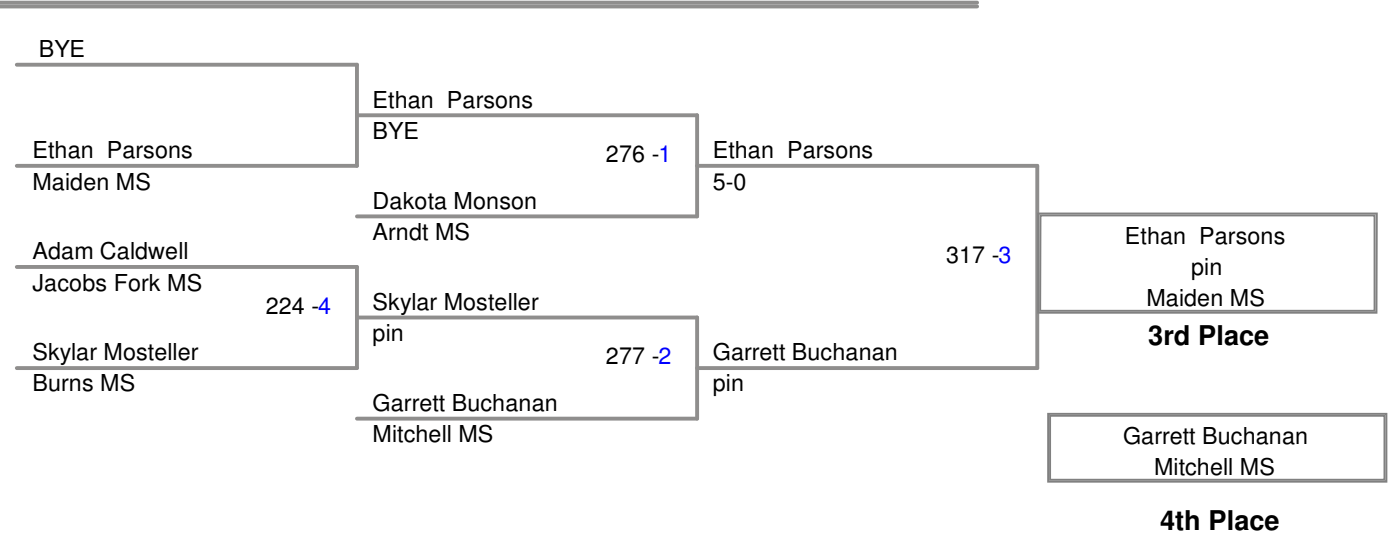 BYE
Ethan Parsons
BYE
Ethan Parsons
Maiden MS
276 -1
Ethan Parsons
5-0
Dakota Monson
Arndt MS
Adam Caldwell
Jacobs Fork MS
224 -4
317 -3
Ethan Parsons
pin
Maiden MS
3rd Place
Skylar Mosteller
pin
Skylar Mosteller
Burns MS
277 -2
Garrett Buchanan
pin
Garrett Buchanan
Mitchell MS
Garrett Buchanan
Mitchell MS
4th Place